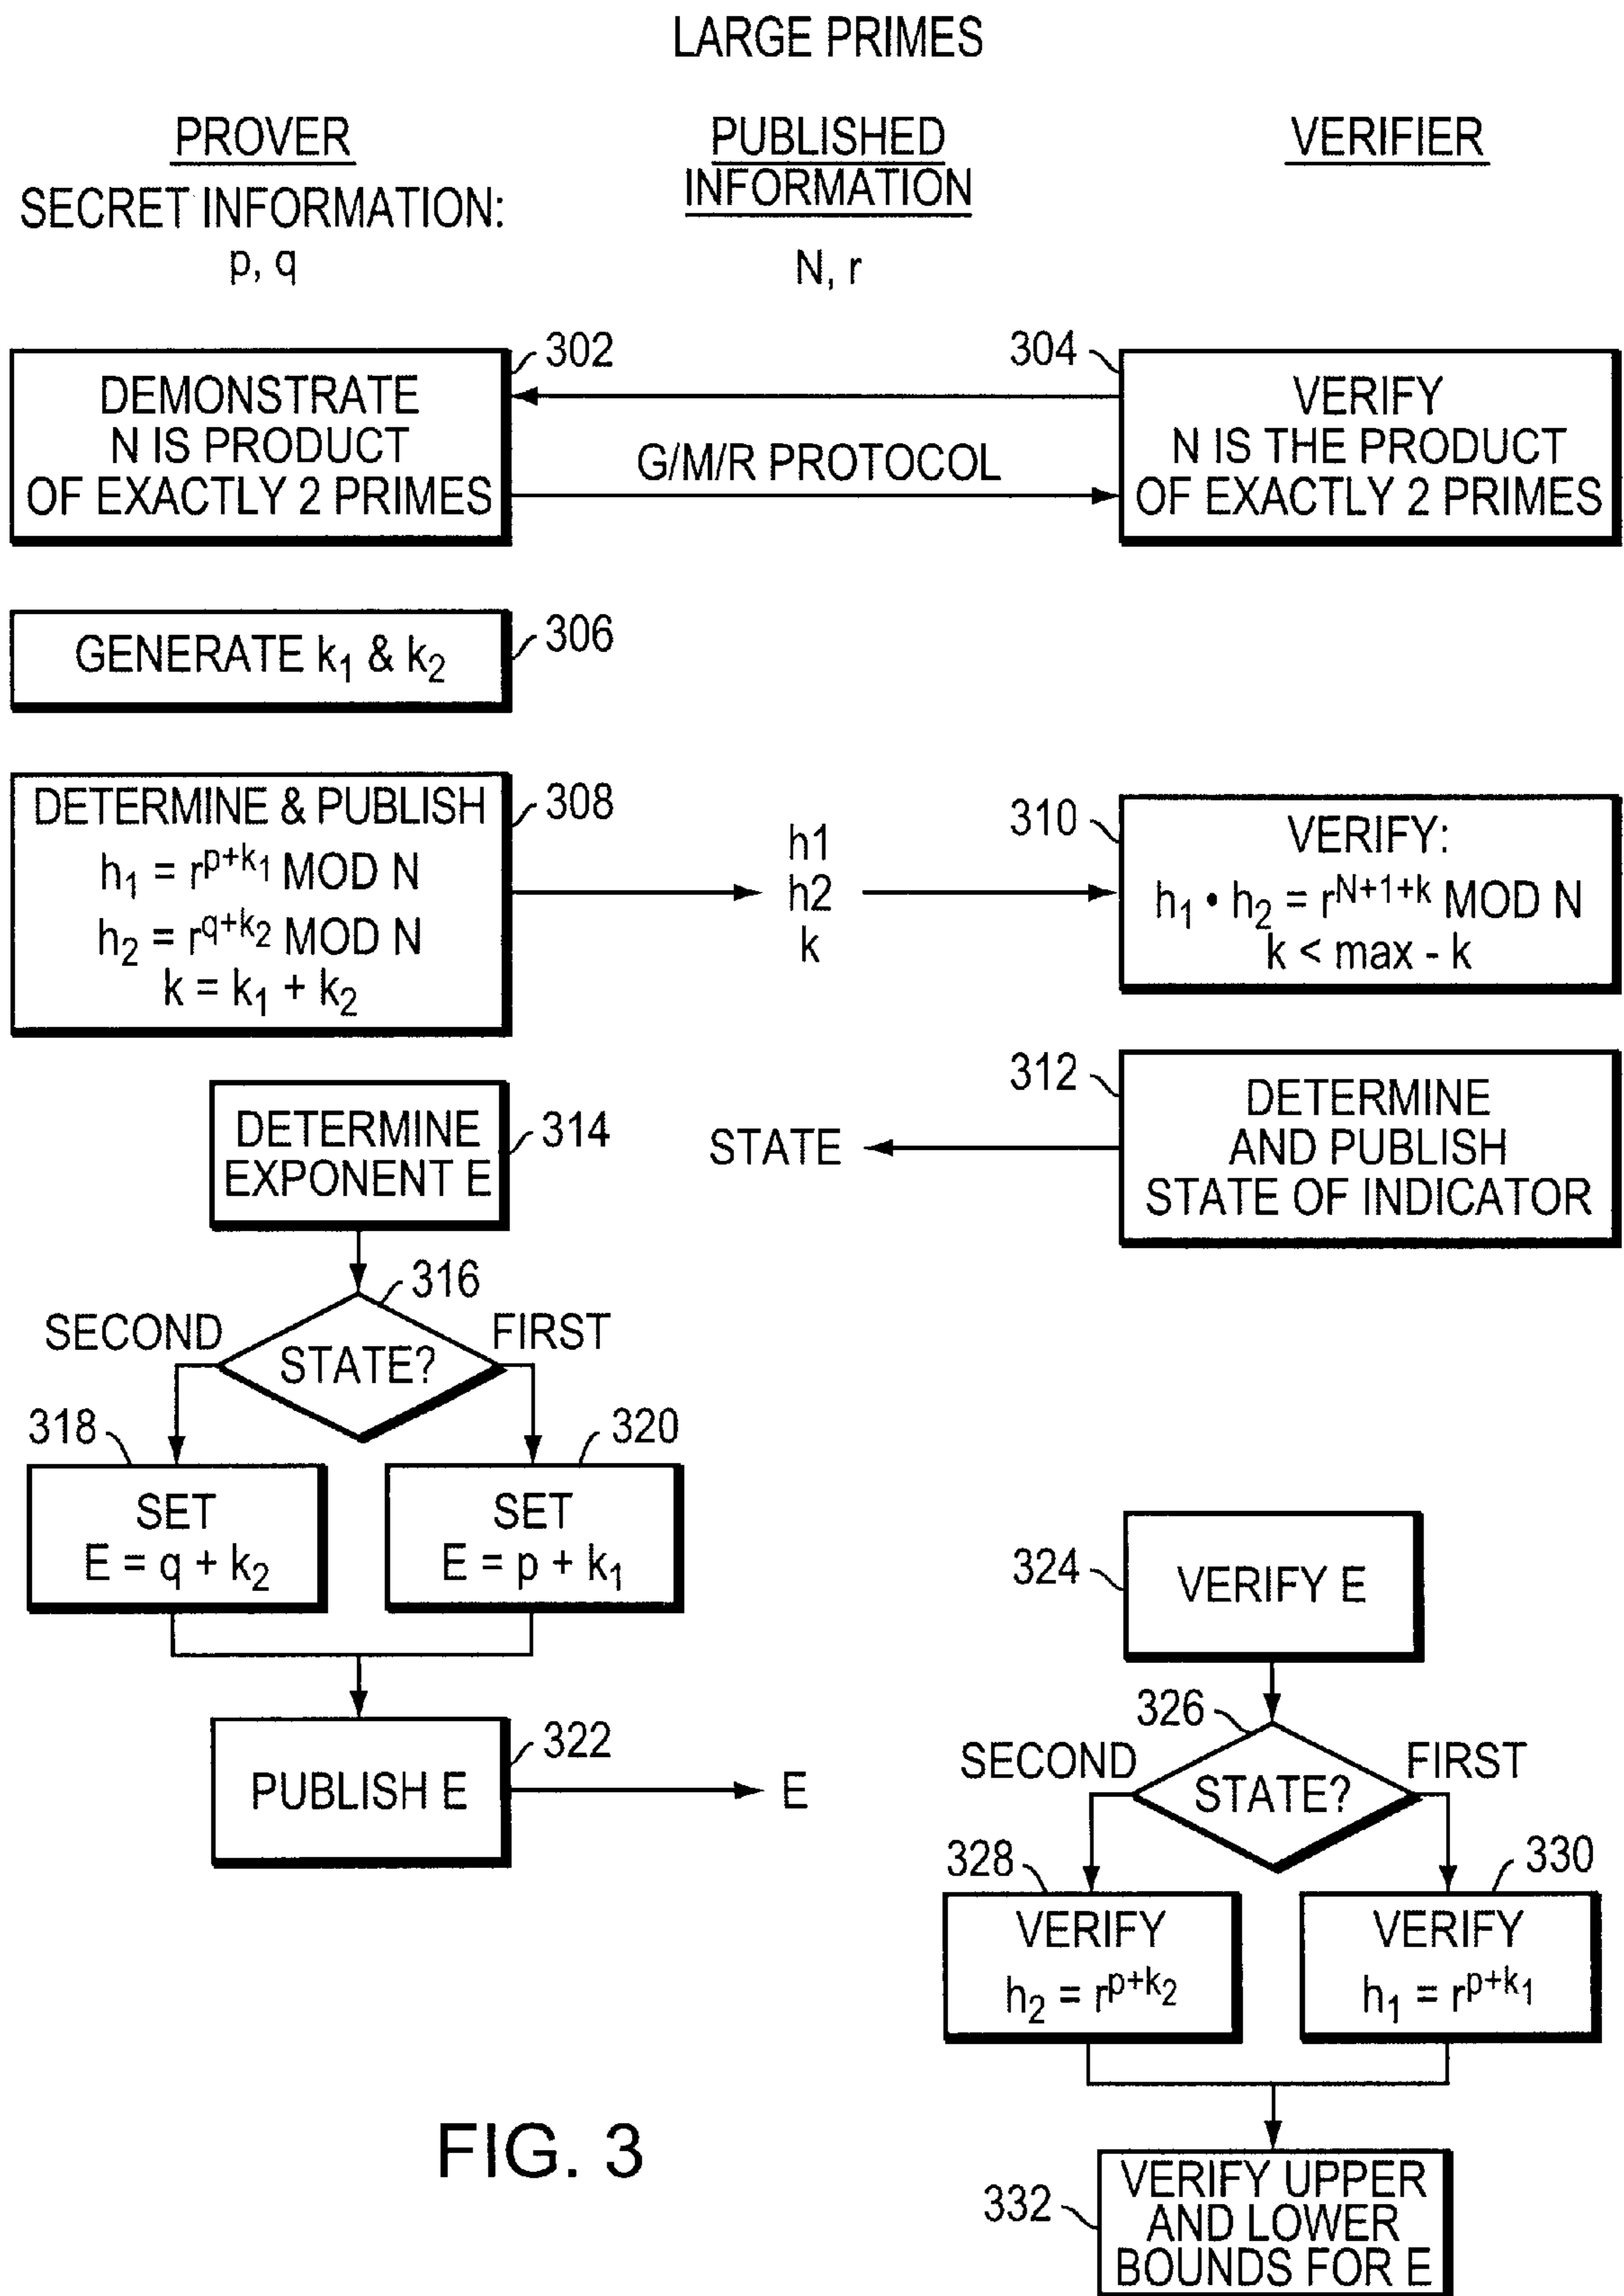 LARGE PRIMES
PROVER
SECRET INFORMATION:
p, q
PUBLISHED
INFORMATION
N, r
VERIFIER
302
DEMONSTRATE
N IS PRODUCT
OF EXACTLY 2 PRIMES
G/M/R PROTOCOL
304
VERIFY
N IS THE PRODUCT
OF EXACTLY 2 PRIMES
GENERATE k₁ & k₂
306
DETERMINE & PUBLISH
h₁ = r^{p+k₁} MOD N
h₂ = r^{q+k₂} MOD N
k = k₁ + k₂
308
h1
h2
k
310
VERIFY:
h₁ • h₂ = r^{N+1+k} MOD N
k < max - k
312
DETERMINE
AND PUBLISH
STATE OF INDICATOR
STATE
DETERMINE
EXPONENT E
314
316
SECOND
STATE?
FIRST
318
SET
E = q + k₂
320
SET
E = p + k₁
PUBLISH E
322
E
324
VERIFY E
326
SECOND
STATE?
FIRST
328
VERIFY
h₂ = r^{p+k₂}
330
VERIFY
h₁ = r^{p+k₁}
332
VERIFY UPPER
AND LOWER
BOUNDS FOR E
FIG. 3